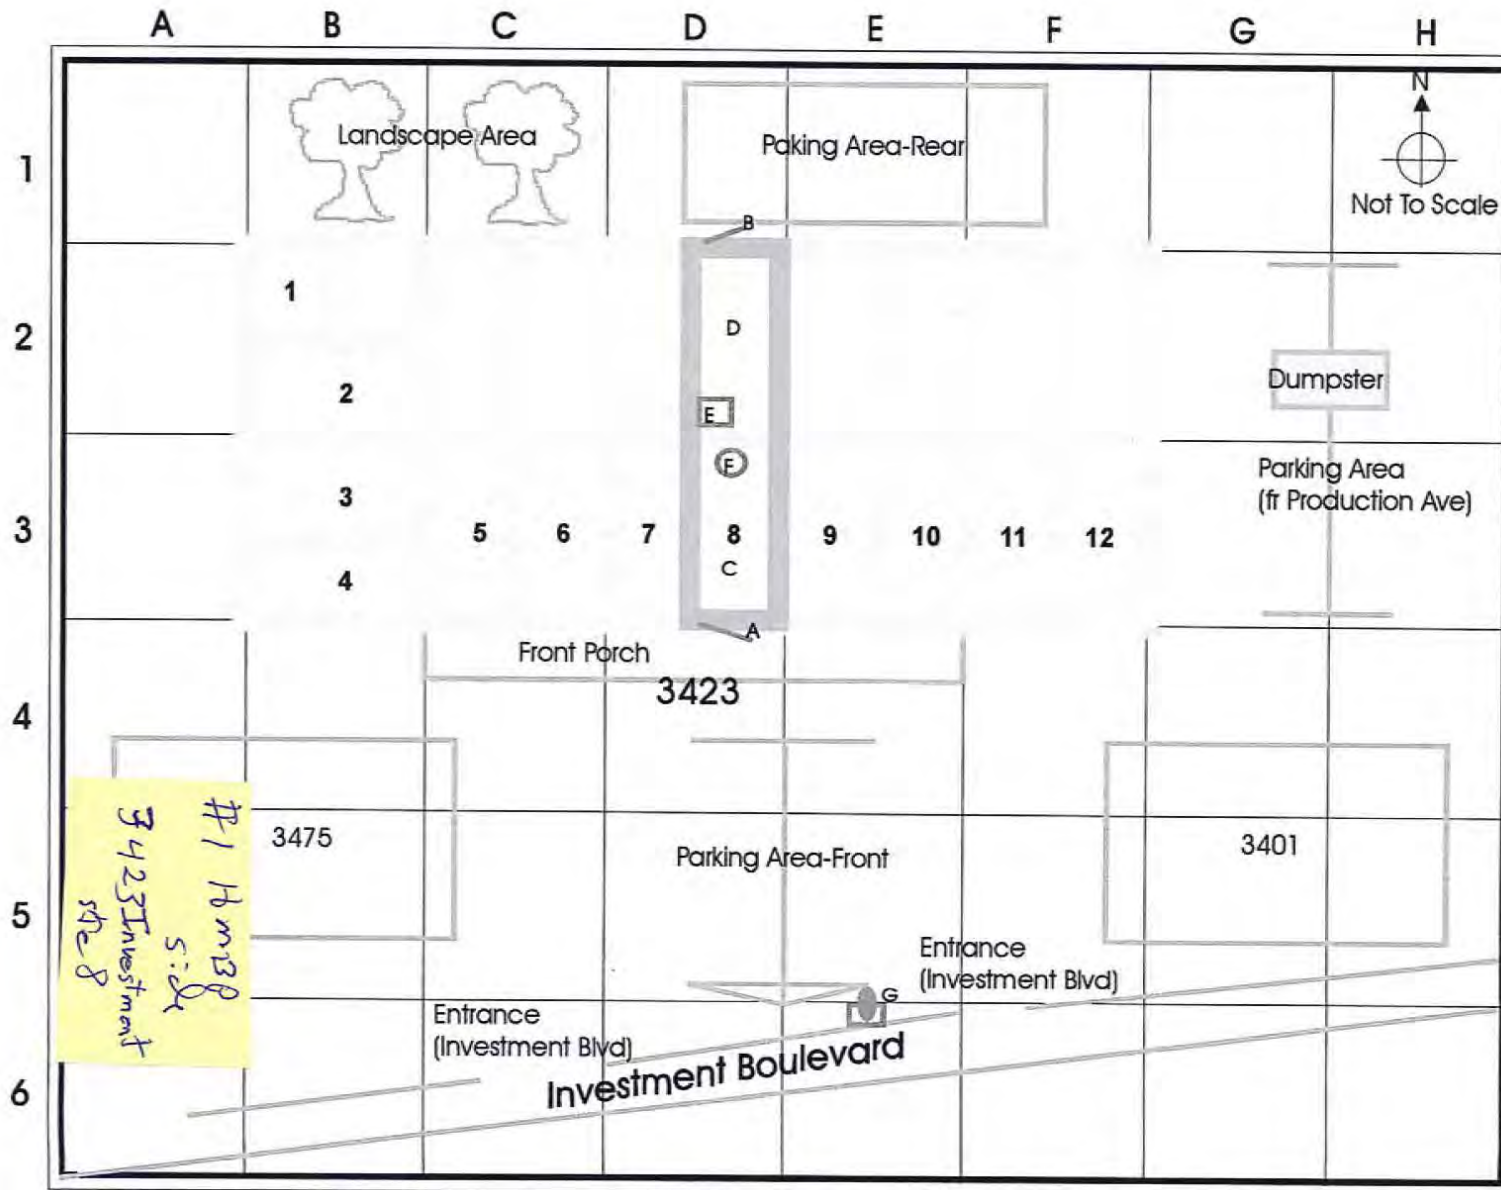 A B C D E F G H
1
Landscape Area
Paking Area-Rear
N
Not To Scale
B
2
1
D
2
E
Dumpster
F
Parking Area
(fr Production Ave)
3
3
5 6 7 8 9 10 11 12
4
C
A
Front Porch
3423
4
3475
Parking Area-Front
3401
5
#1 HmBP
Side
3423 Investment
ste 8
Entrance
(Investment Blvd)
G
Entrance
(Investment Blvd)
Investment Boulevard
6